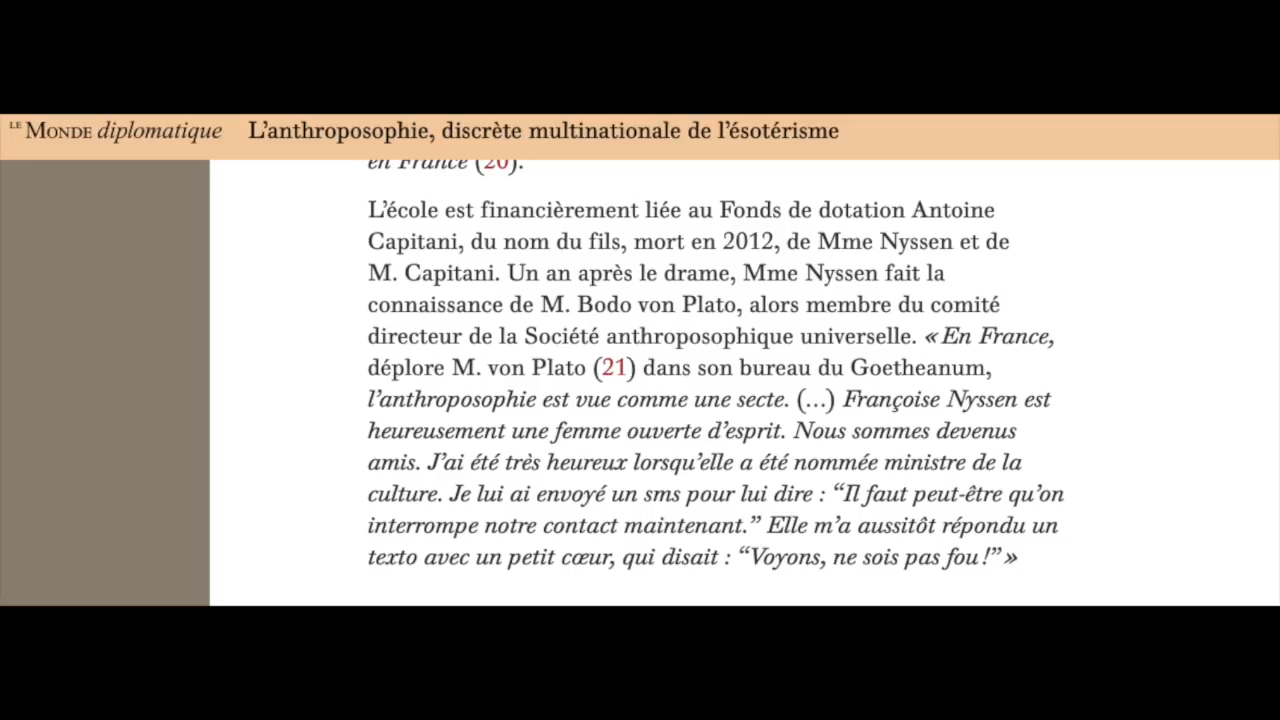 LE MONDE diplomatique L’anthroposophie, discrète multinationale de l’ésotérisme
en France (20).
L’école est financièrement liée au Fonds de dotation Antoine
Capitani, du nom du fils, mort en 2012, de Mme Nyssen et de
M. Capitani. Un an après le drame, Mme Nyssen fait la
connaissance de M. Bodo von Plato, alors membre du comité
directeur de la Société anthroposophique universelle. « En France,
déplore M. von Plato (21) dans son bureau du Goetheanum,
l’anthroposophie est vue comme une secte. (…) Françoise Nyssen est
heureusement une femme ouverte d’esprit. Nous sommes devenus
amis. J’ai été très heureux lorsqu’elle a été nommée ministre de la
culture. Je lui ai envoyé un sms pour lui dire : “Il faut peut-être qu’on
interrompe notre contact maintenant.” Elle m’a aussitôt répondu un
texto avec un petit cœur, qui disait : “Voyons, ne sois pas fou !” »